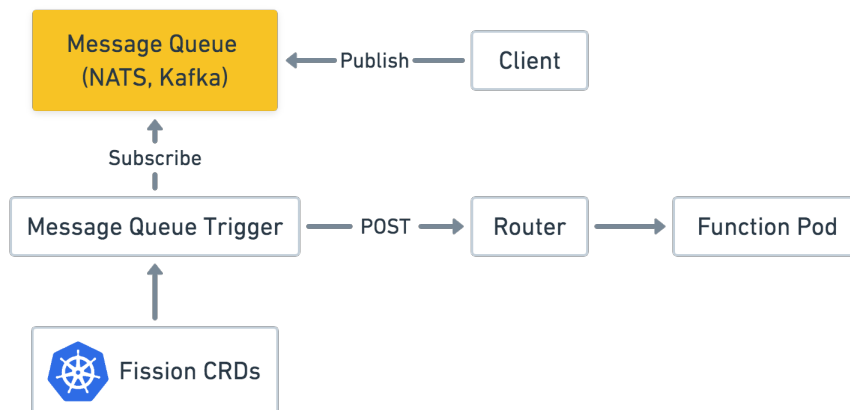 Message Queue
(NATS, Kafka)
Publish
Client
Subscribe
Message Queue Trigger
POST
Router
Function Pod
Fission CRDs